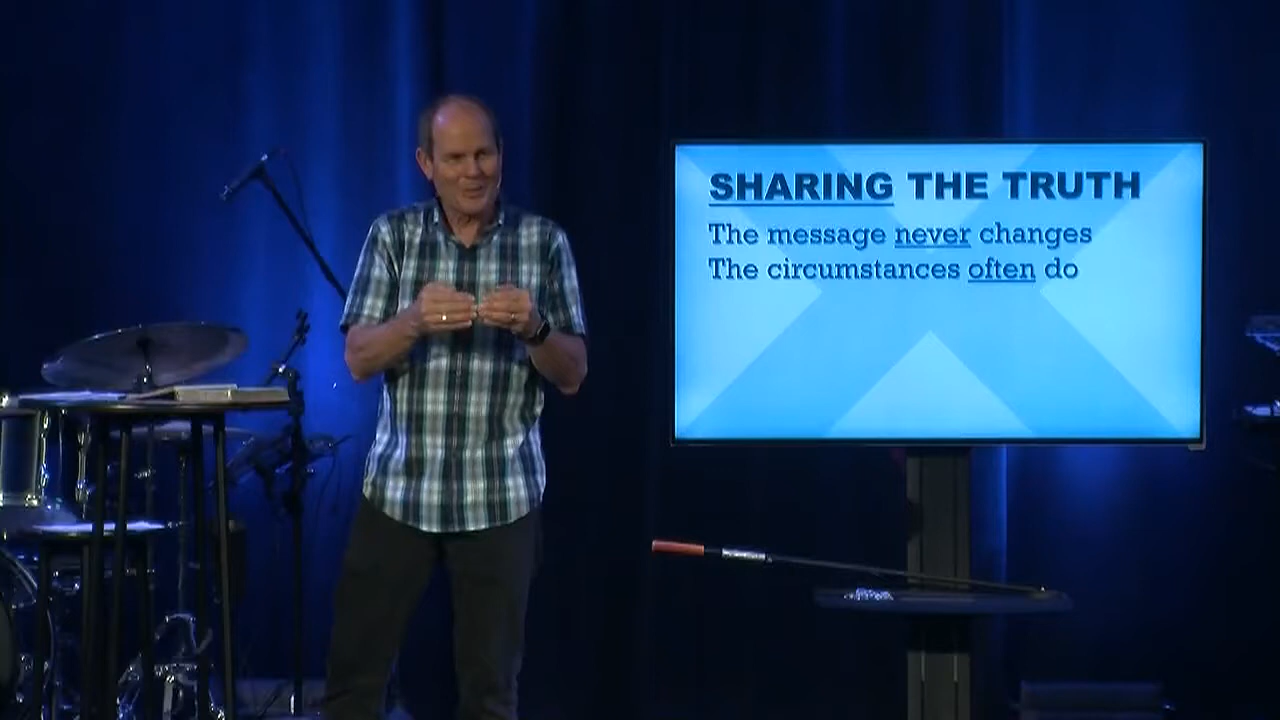 SHARING THE TRUTH
The message never changes
The circumstances often do